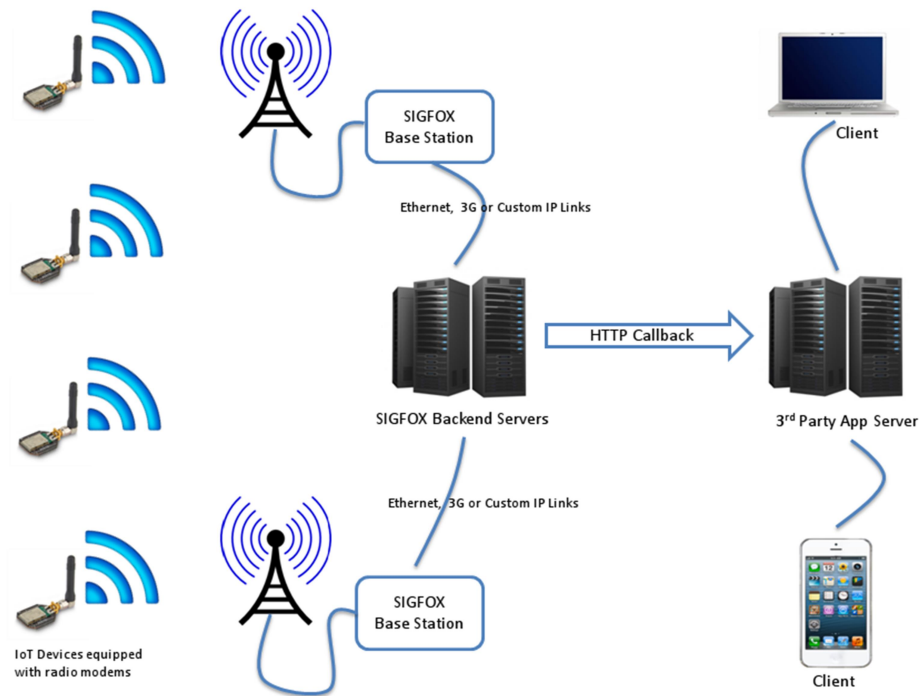 SIGFOX
Base Station
Client
Ethernet, 3G or Custom IP Links
HTTP Callback
SIGFOX Backend Servers
3rd Party App Server
Ethernet, 3G or Custom IP Links
SIGFOX
Base Station
IoT Devices equipped
with radio modems
Client